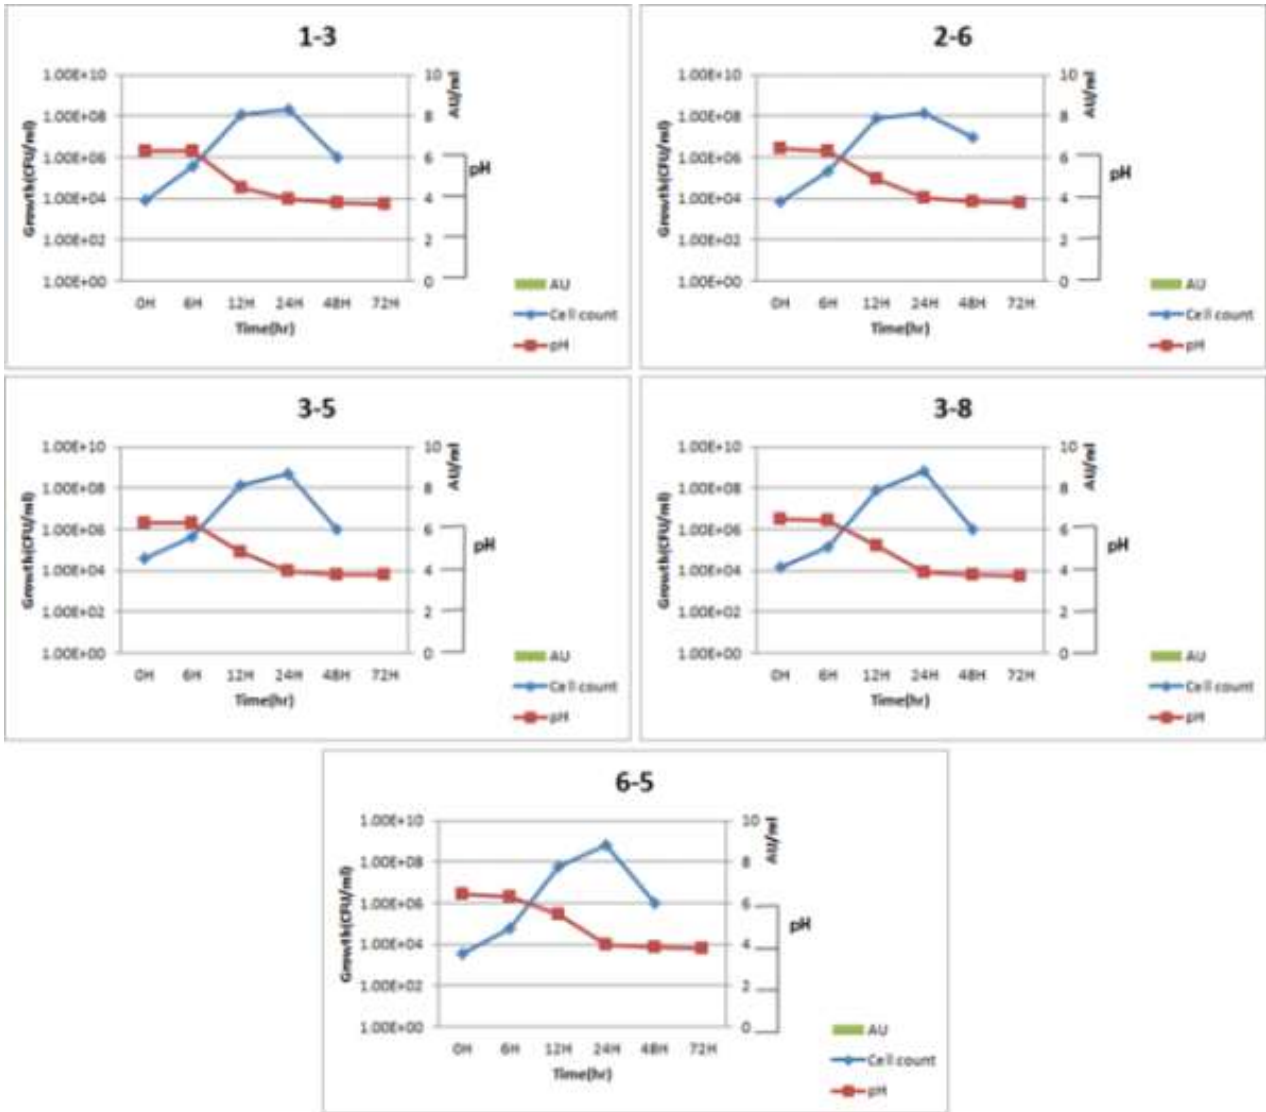 1-3
1.00E+10
1.00E+08
1.00E+06
1.00E+04
1.00E+02
1.00E+00
Growth(CFU/ml)
10
8
6
4
2
0
AU/ml
pH
0H 6H 12H 24H 48H 72H
Time(hr)
AU
Cell count
pH
2-6
1.00E+10
1.00E+08
1.00E+06
1.00E+04
1.00E+02
1.00E+00
Growth(CFU/ml)
10
8
6
4
2
0
AU/ml
pH
0H 6H 12H 24H 48H 72H
Time(hr)
AU
Cell count
pH
3-5
1.00E+10
1.00E+08
1.00E+06
1.00E+04
1.00E+02
1.00E+00
Growth(CFU/ml)
10
8
6
4
2
0
AU/ml
pH
0H 6H 12H 24H 48H 72H
Time(hr)
AU
Cell count
pH
3-8
1.00E+10
1.00E+08
1.00E+06
1.00E+04
1.00E+02
1.00E+00
Growth(CFU/ml)
10
8
6
4
2
0
AU/ml
pH
0H 6H 12H 24H 48H 72H
Time(hr)
AU
Cell count
pH
6-5
1.00E+10
1.00E+08
1.00E+06
1.00E+04
1.00E+02
1.00E+00
Growth(CFU/ml)
10
8
6
4
2
0
AU/ml
pH
0H 6H 12H 24H 48H 72H
Time(hr)
AU
Cell count
pH